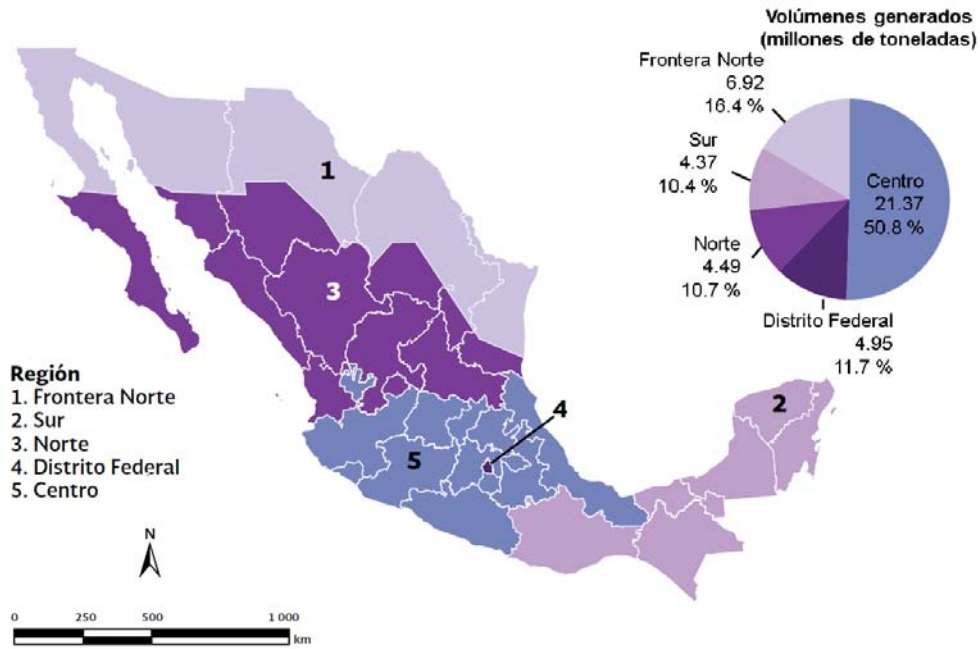 Volúmenes generados
(millones de toneladas)
Frontera Norte
6.92
16.4 %
Sur
4.37
10.4 %
Centro
21.37
50.8 %
Norte
4.49
10.7 %
Distrito Federal
4.95
11.7 %
1
3
2
4
5
Región
1. Frontera Norte
2. Sur
3. Norte
4. Distrito Federal
5. Centro
N
0 250 500 1 000
km